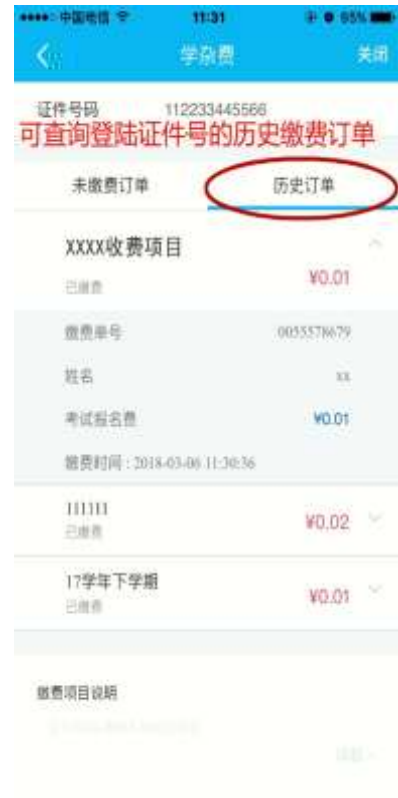 中国电信 11:31 95%
学杂费 关闭
证件号码 112233445566
可查询登陆证件号的历史缴费订单
未缴费订单 历史订单
XXXX收费项目
已缴费 ¥0.01
缴费单号 0055578679
姓名 xx
考试报名费 ¥0.01
缴费时间：2018-03-06 11:30:36
111111
已缴费 ¥0.02
17学年下学期
已缴费 ¥0.01
缴费项目说明